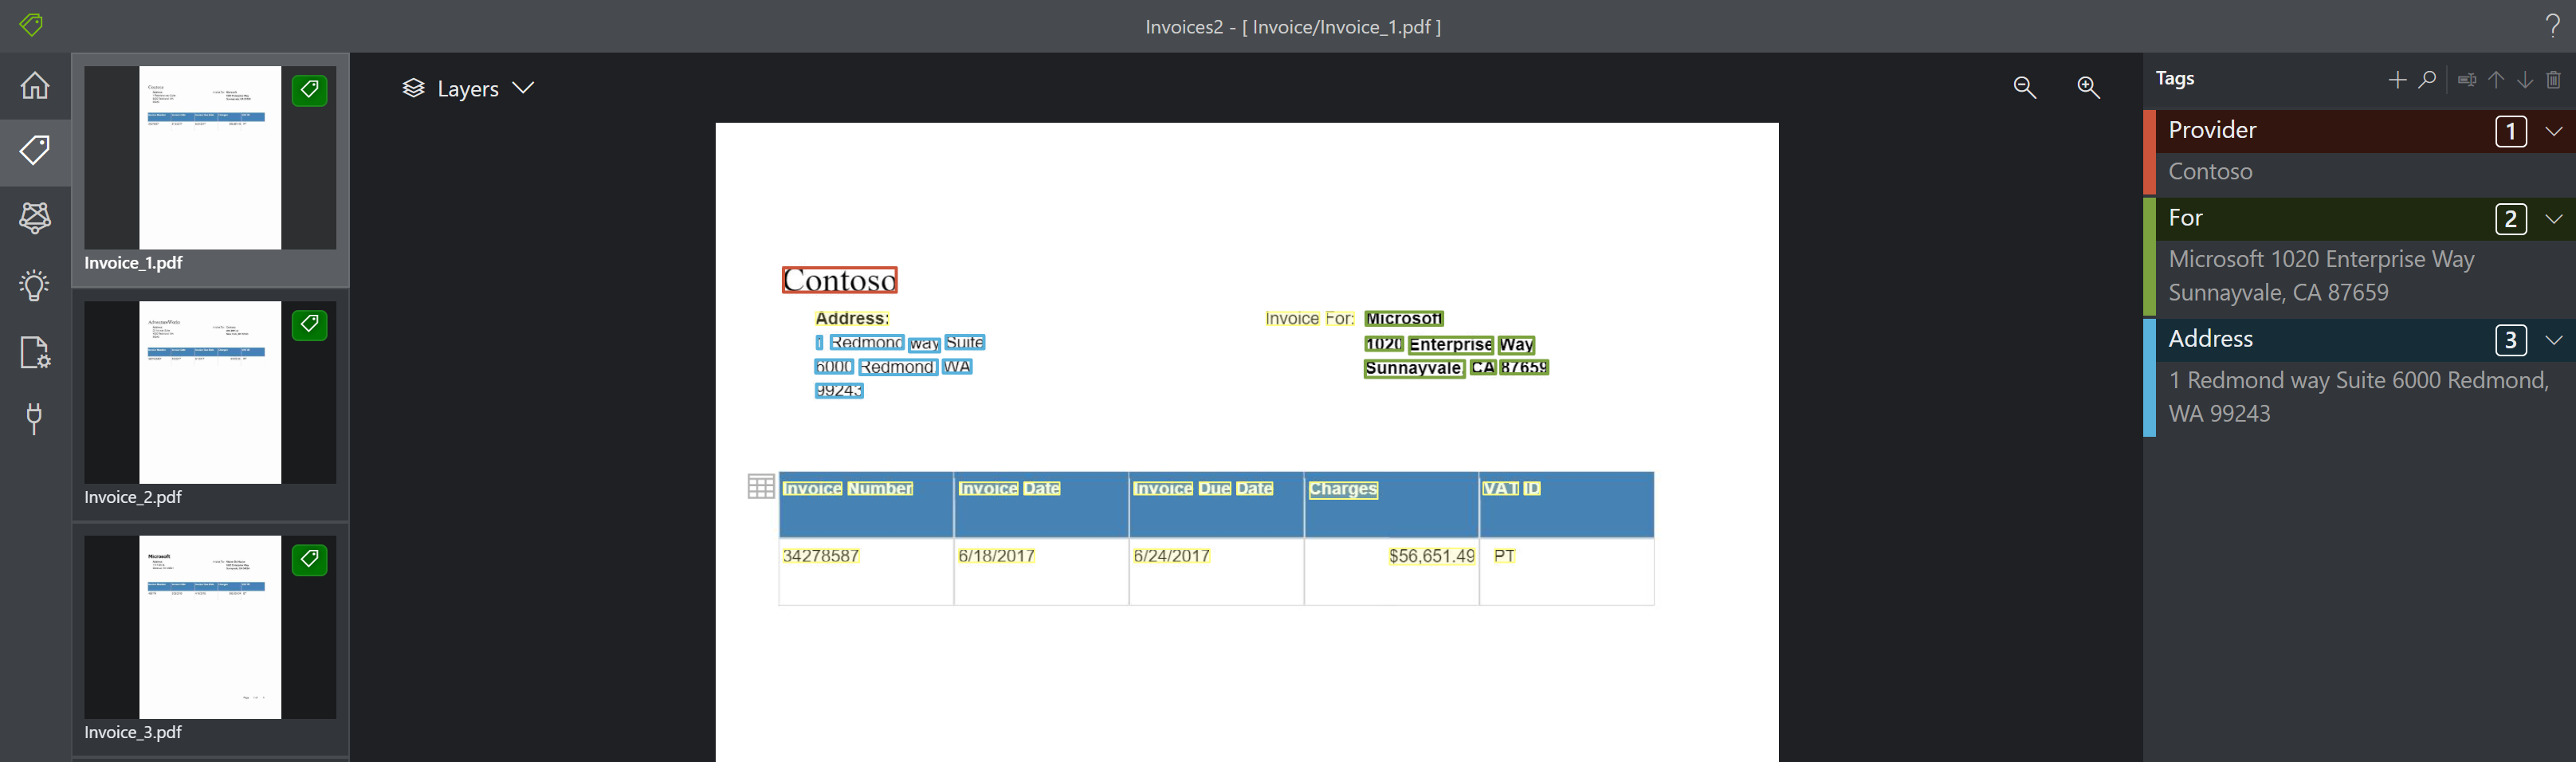 Invoices2 - [ Invoice/Invoice_1.pdf ]
?
Layers
Invoice_1.pdf
Invoice_2.pdf
Invoice_3.pdf
Contoso
Address:
1 Redmond way Suite
6000 Redmond, WA
99243
Invoice For: Microsoft
1020 Enterprise Way
Sunnayvale, CA 87659
Invoice Number Invoice Date Invoice Due Date Charges VAT ID
34278587 6/18/2017 6/24/2017 $56,651.49 PT
Tags
Provider 1
Contoso
For 2
Microsoft 1020 Enterprise Way
Sunnayvale, CA 87659
Address 3
1 Redmond way Suite 6000 Redmond,
WA 99243